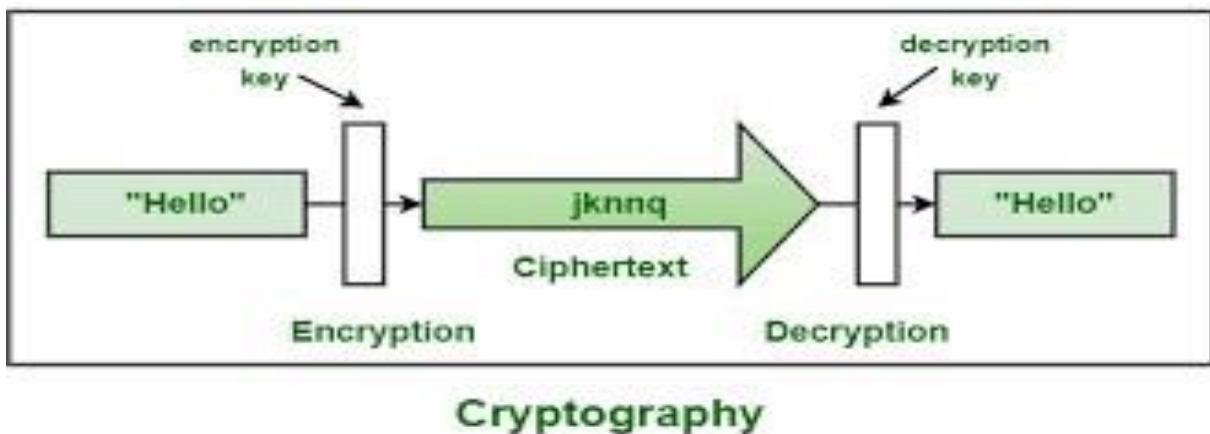 encryption
key
decryption
key
"Hello"
jknnq
"Hello"
Ciphertext
Encryption
Decryption
Cryptography